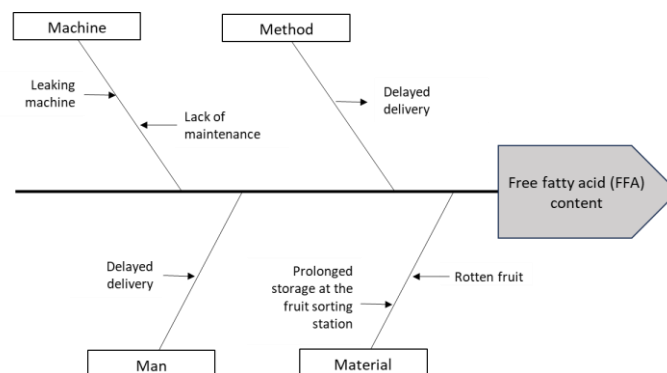 Machine
Method
Leaking
machine
Lack of
maintenance
Delayed
delivery
Free fatty acid (FFA)
content
Delayed
delivery
Prolonged
storage at the
fruit sorting
station
Rotten fruit
Man
Material